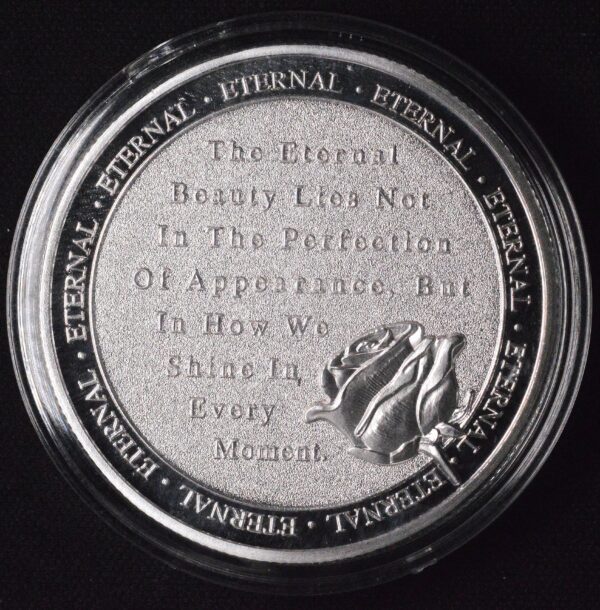 ETERNAL · ETERNAL · ETERNAL · ETERNAL · ETERNAL · ETERNAL · ETERNAL · ETERNAL · ETERNAL ·
The Eternal
Beauty Lies Not
In The Perfection
Of Appearance, But
In How We
Shine In
Every
Moment.